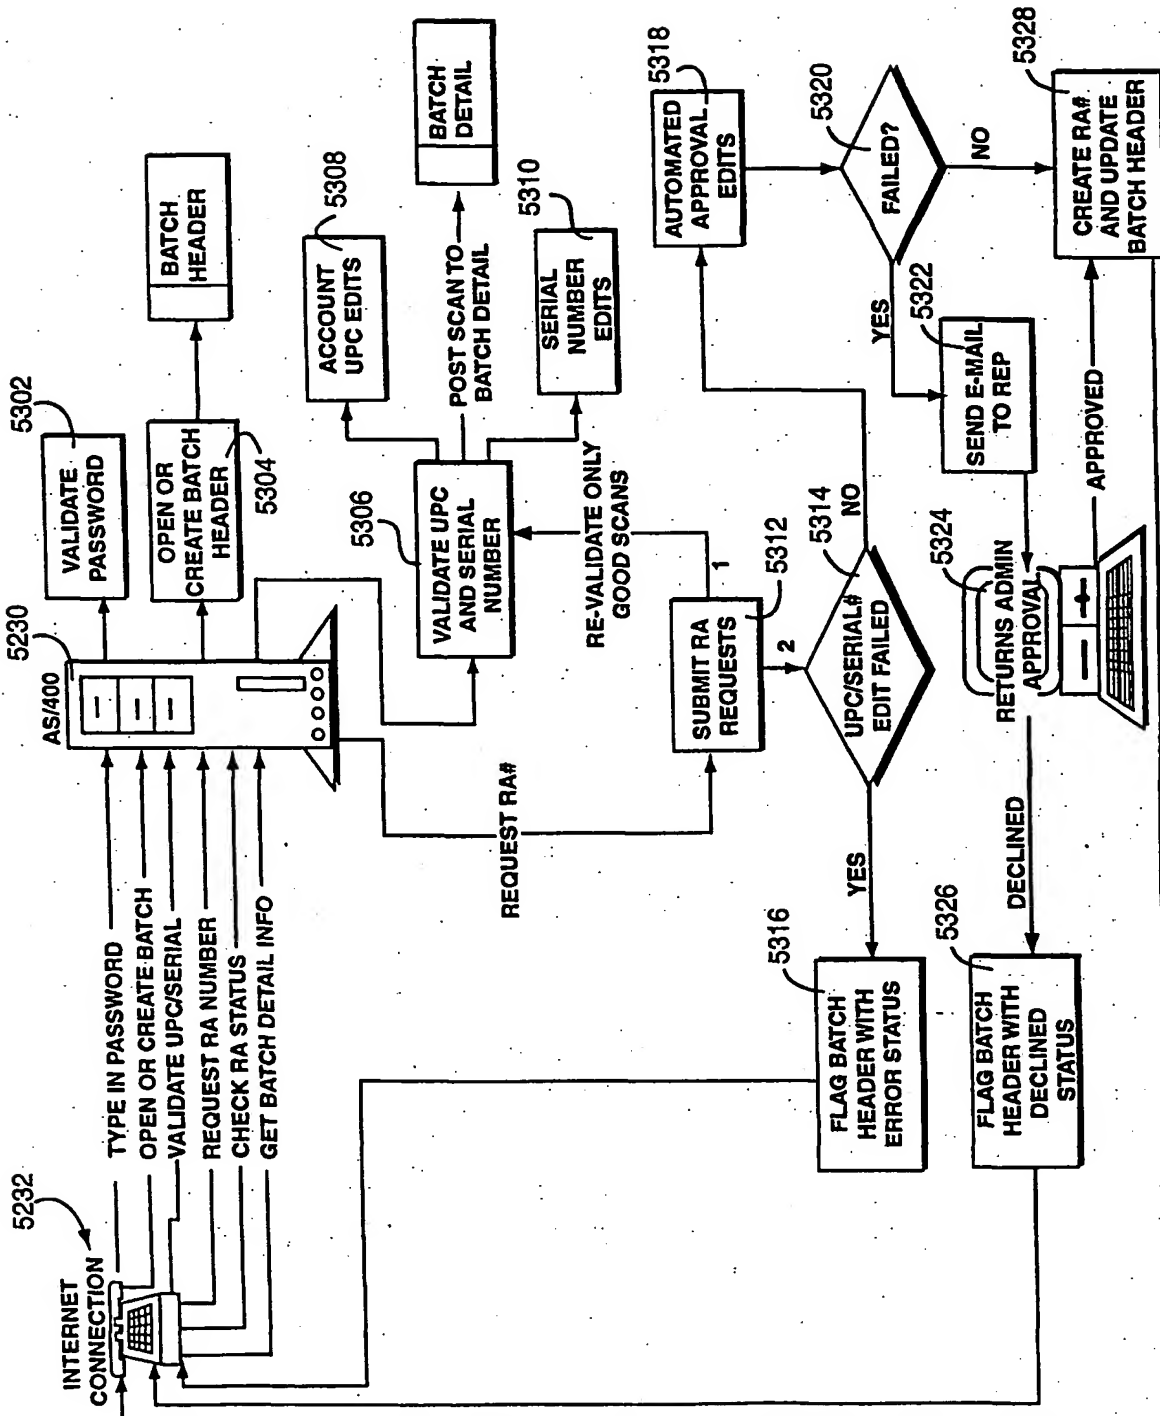 INTERNET
CONNECTION
5232
TYPE IN PASSWORD
OPEN OR CREATE BATCH
VALIDATE UPC/SERIAL
REQUEST RA NUMBER
CHECK RA STATUS
GET BATCH DETAIL INFO
AS/400
5230
VALIDATE
PASSWORD
5302
OPEN OR
CREATE BATCH
HEADER
5304
BATCH
HEADER
REQUEST RA#
5306
VALIDATE UPC
AND SERIAL
NUMBER
ACCOUNT
UPC EDITS
5308
POST SCAN TO
BATCH DETAIL
BATCH
DETAIL
SERIAL
NUMBER
EDITS
5310
RE-VALIDATE ONLY
GOOD SCANS
1
SUBMIT RA
REQUESTS
5312
2
UPC/SERIAL#
EDIT FAILED
5314
NO
YES
5316
FLAG BATCH
HEADER WITH
ERROR STATUS
AUTOMATED
APPROVAL
EDITS
5318
FAILED?
5320
YES
NO
SEND E-MAIL
TO REP
5322
RETURNS ADMIN
APPROVAL
5324
DECLINED
5326
FLAG BATCH
HEADER WITH
DECLINED
STATUS
APPROVED
CREATE RA#
AND UPDATE
BATCH HEADER
5328